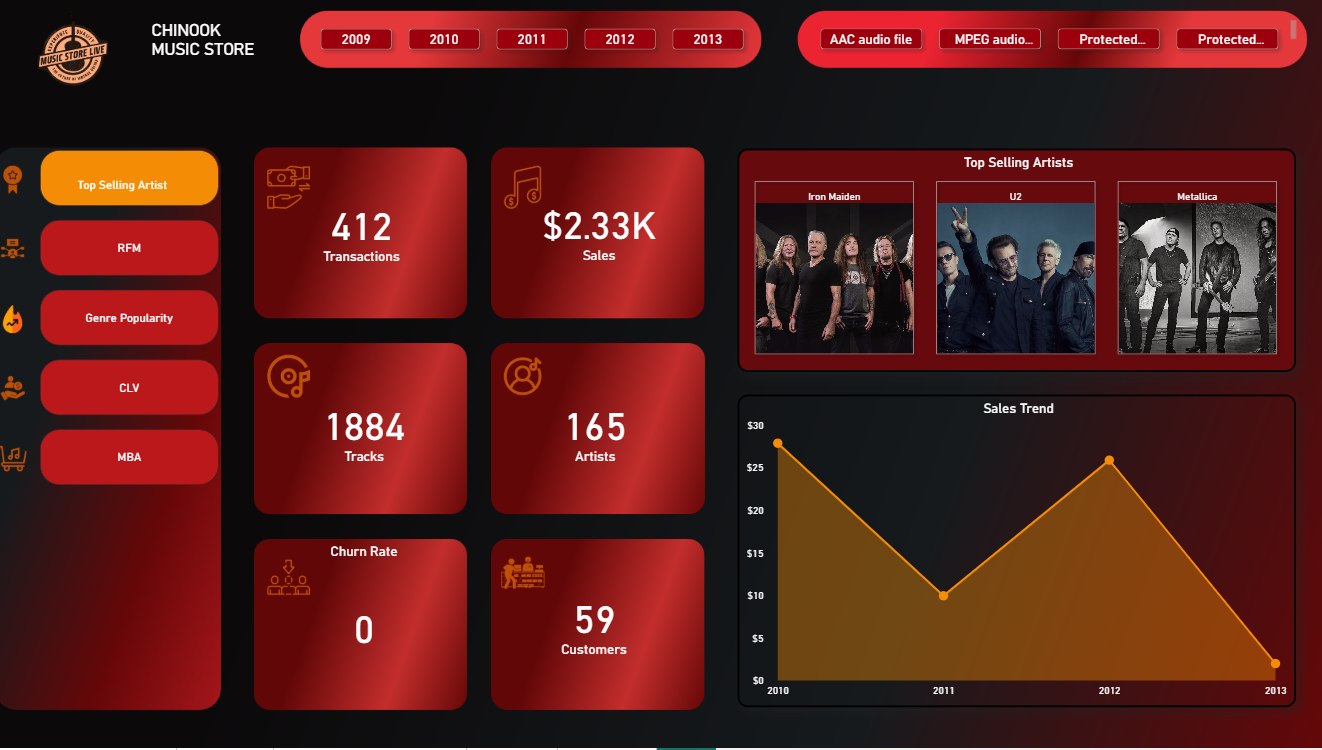 CHINOOK
MUSIC STORE
EXPERIENCE QUALITY
MUSIC STORE LIVE
2009
2010
2011
2012
2013
AAC audio file
MPEG audio...
Protected...
Protected...
Top Selling Artist
RFM
Genre Popularity
CLV
MBA
412
Transactions
$2.33K
Sales
1884
Tracks
165
Artists
Churn Rate
0
59
Customers
Top Selling Artists
Iron Maiden
U2
Metallica
Sales Trend
$30
$25
$20
$15
$10
$5
$0
2010
2011
2012
2013